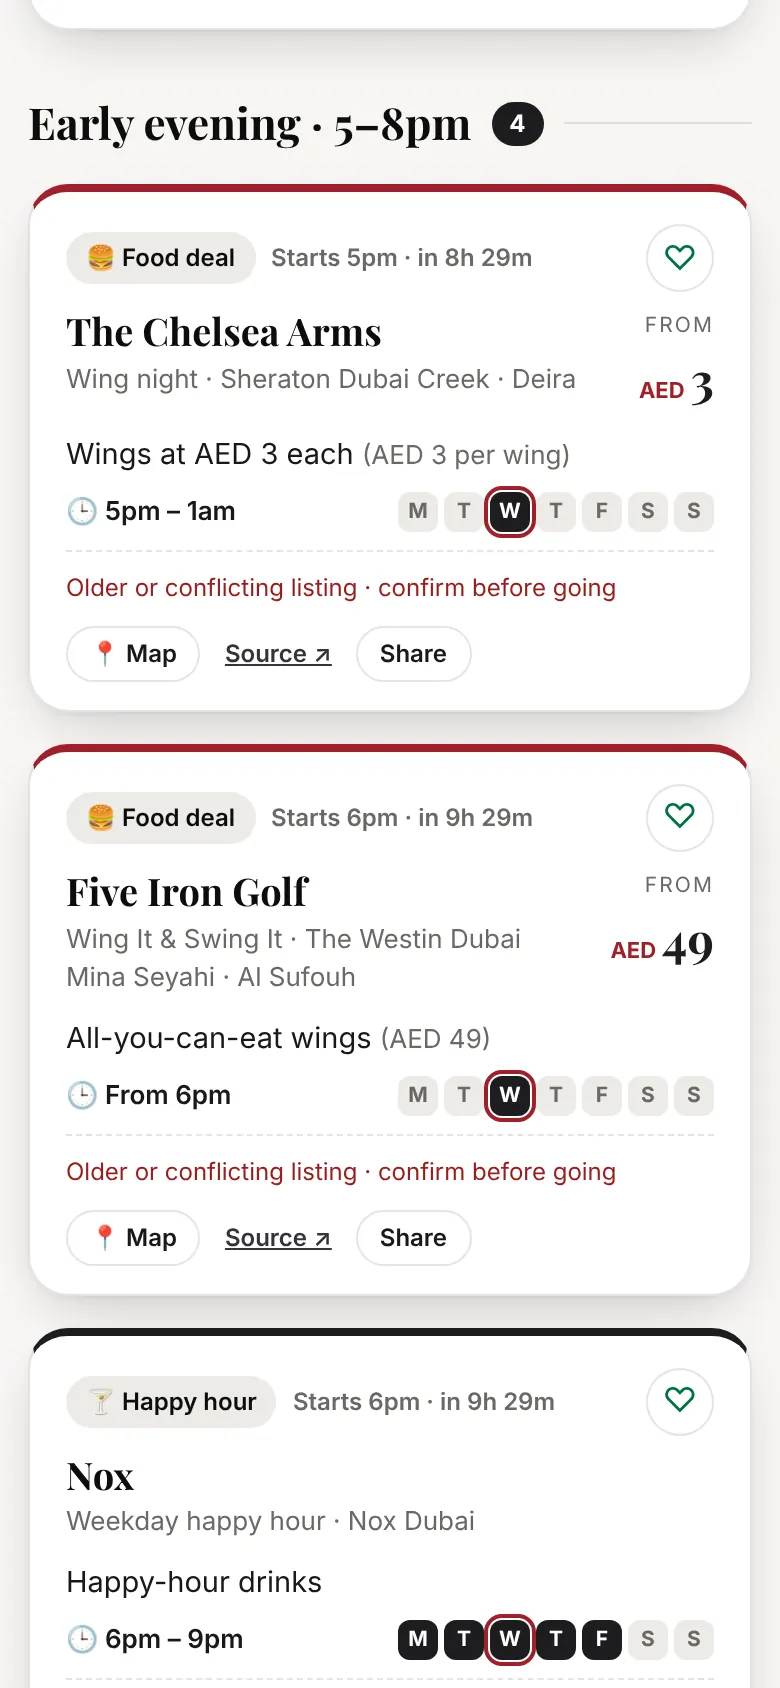 Early evening · 5–8pm 4
🍔 Food deal Starts 5pm · in 8h 29m
The Chelsea Arms
FROM
Wing night · Sheraton Dubai Creek · Deira
AED 3
Wings at AED 3 each (AED 3 per wing)
🕒 5pm – 1am M T W T F S S
Older or conflicting listing · confirm before going
📍 Map Source ↗ Share
🍔 Food deal Starts 6pm · in 9h 29m
Five Iron Golf
FROM
Wing It & Swing It · The Westin Dubai
Mina Seyahi · Al Sufouh
AED 49
All-you-can-eat wings (AED 49)
🕒 From 6pm M T W T F S S
Older or conflicting listing · confirm before going
📍 Map Source ↗ Share
🍸 Happy hour Starts 6pm · in 9h 29m
Nox
Weekday happy hour · Nox Dubai
Happy-hour drinks
🕒 6pm – 9pm M T W T F S S